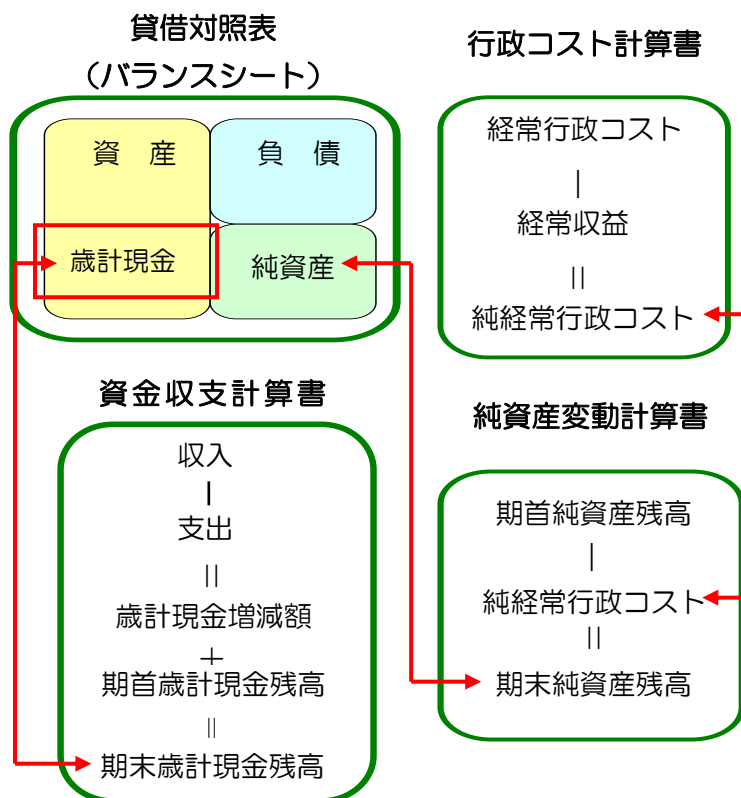 貸借対照表
（バランスシート）
資　産
負　債
歳計現金
純資産
行政コスト計算書
経常行政コスト
｜
経常収益
||
純経常行政コスト
資金収支計算書
収入
｜
支出
||
歳計現金増減額
＋
期首歳計現金残高
||
期末歳計現金残高
純資産変動計算書
期首純資産残高
｜
純経常行政コスト
||
期末純資産残高